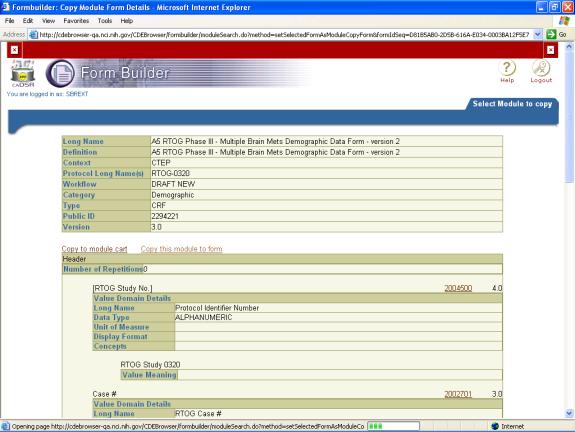 Formbuilder: Copy Module Form Details - Microsoft Internet Explorer
File Edit View Favorites Tools Help
Address http://cdebrowser-qa.nci.nih.gov/CDEBrowser/formbuilder/moduleSearch.do?method=setSelectedFormAsModuleCopyForm&formIdSeq=D81B5AB0-2D5B-616A-E034-0003BA12F5E7 Go
caDSR
Form Builder
Help Logout
You are logged in as: SBREXT
Select Module to copy
Long Name A5 RTOG Phase III - Multiple Brain Mets Demographic Data Form - version 2
Definition A5 RTOG Phase III - Multiple Brain Mets Demographic Data Form - version 2
Context CTEP
Protocol Long Name(s) RTOG-0320
Workflow DRAFT NEW
Category Demographic
Type CRF
Public ID 2294221
Version 3.0
Copy to module cart Copy this module to form
Header
Number of Repetitions 0
[RTOG Study No.] 2004500 4.0
Value Domain Details
Long Name Protocol Identifier Number
Data Type ALPHANUMERIC
Unit of Measure
Display Format
Concepts
RTOG Study 0320
Value Meaning
Case # 2002701 3.0
Value Domain Details
Long Name RTOG Case #
Opening page http://cdebrowser-qa.nci.nih.gov/CDEBrowser/formbuilder/moduleSearch.do?method=setSelectedFormAsModuleCo Internet